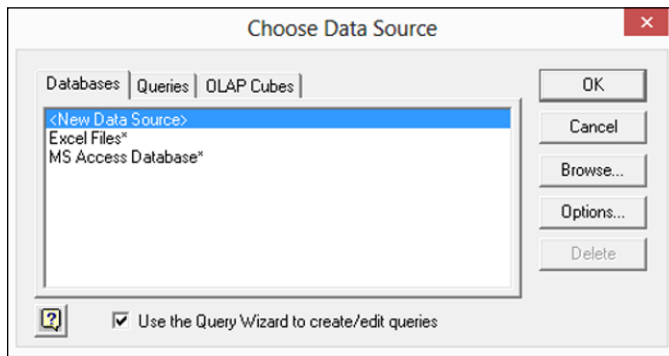 Choose Data Source
Databases Queries OLAP Cubes
<New Data Source>
Excel Files*
MS Access Database*
OK
Cancel
Browse...
Options...
Delete
Use the Query Wizard to create/edit queries